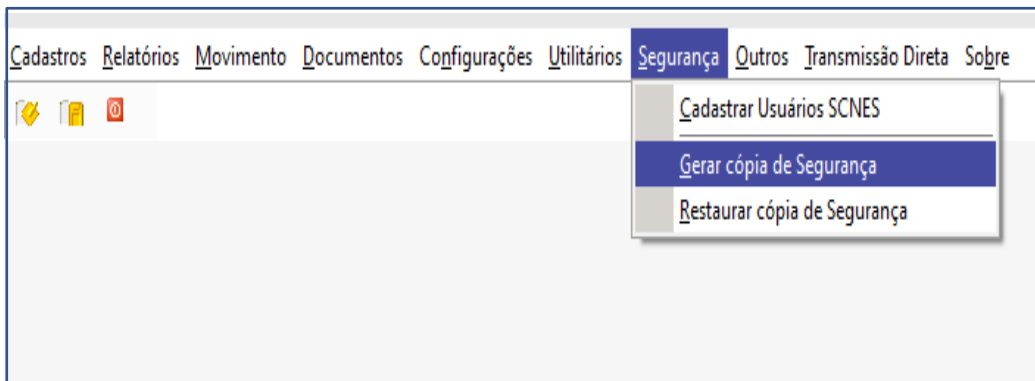 Cadastros Relatórios Movimento Documentos Configurações Utilitários Segurança Outros Transmissão Direta Sobre
Cadastrar Usuários SCNES
Gerar cópia de Segurança
Restaurar cópia de Segurança